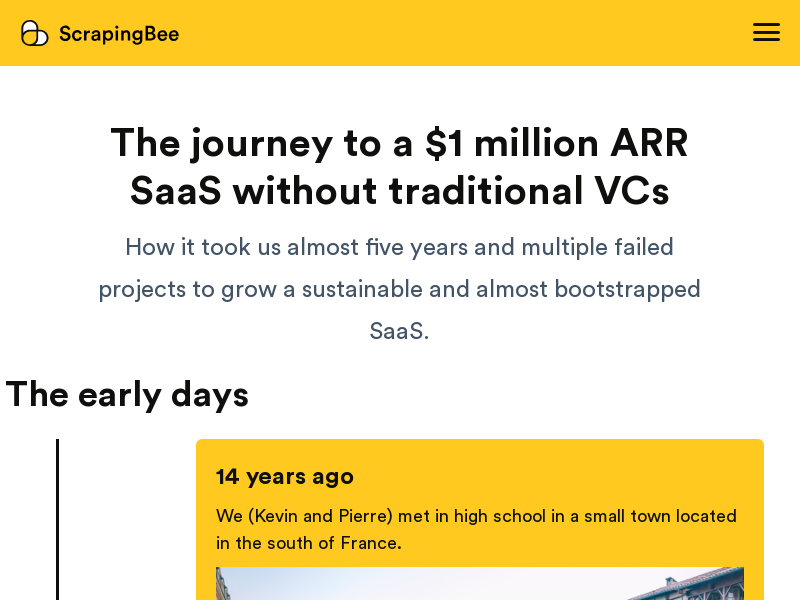 ScrapingBee
The journey to a $1 million ARR
SaaS without traditional VCs
How it took us almost five years and multiple failed
projects to grow a sustainable and almost bootstrapped
SaaS.
The early days
14 years ago
We (Kevin and Pierre) met in high school in a small town located
in the south of France.